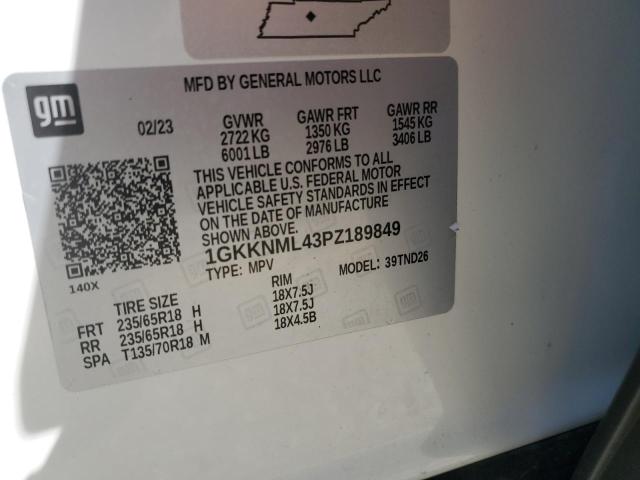 gm
MFD BY GENERAL MOTORS LLC
02/23
GVWR
2722 KG
6001 LB
GAWR FRT
1350 KG
2976 LB
GAWR RR
1545 KG
3406 LB
THIS VEHICLE CONFORMS TO ALL
APPLICABLE U.S. FEDERAL MOTOR
VEHICLE SAFETY STANDARDS IN EFFECT
ON THE DATE OF MANUFACTURE
SHOWN ABOVE.
1GKKNML43PZ189849
TYPE: MPV MODEL: 39TND26
140X
TIRE SIZE RIM
FRT 235/65R18 H 18X7.5J
RR 235/65R18 H 18X7.5J
SPA T135/70R18 M 18X4.5B